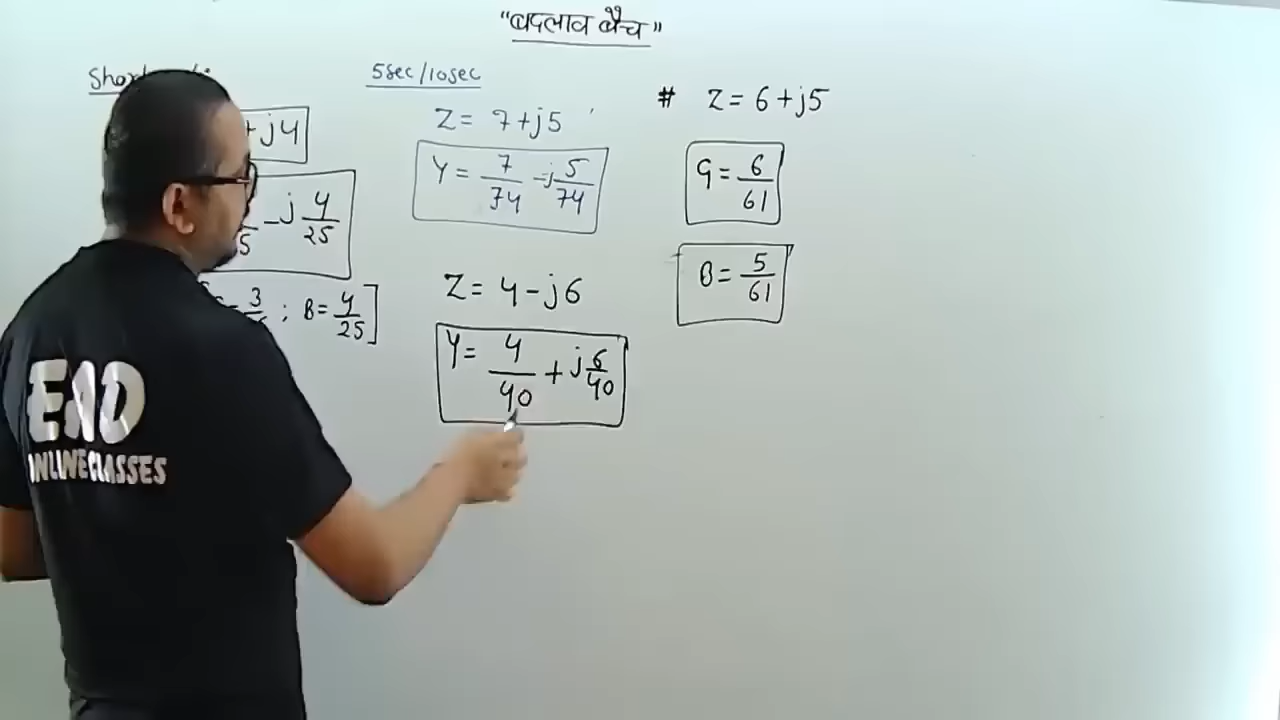 "बदलाव बैच"
5sec/10sec
+j4
-j 4/25
3 ; B= 4/25]
Z= 7+j5
Y= 7/74 -j 5/74
Z= 4-j6
Y= 4/40 + j 6/40
# Z= 6+j5
G= 6/61
B= 5/61
END
ONLINE CLASSES